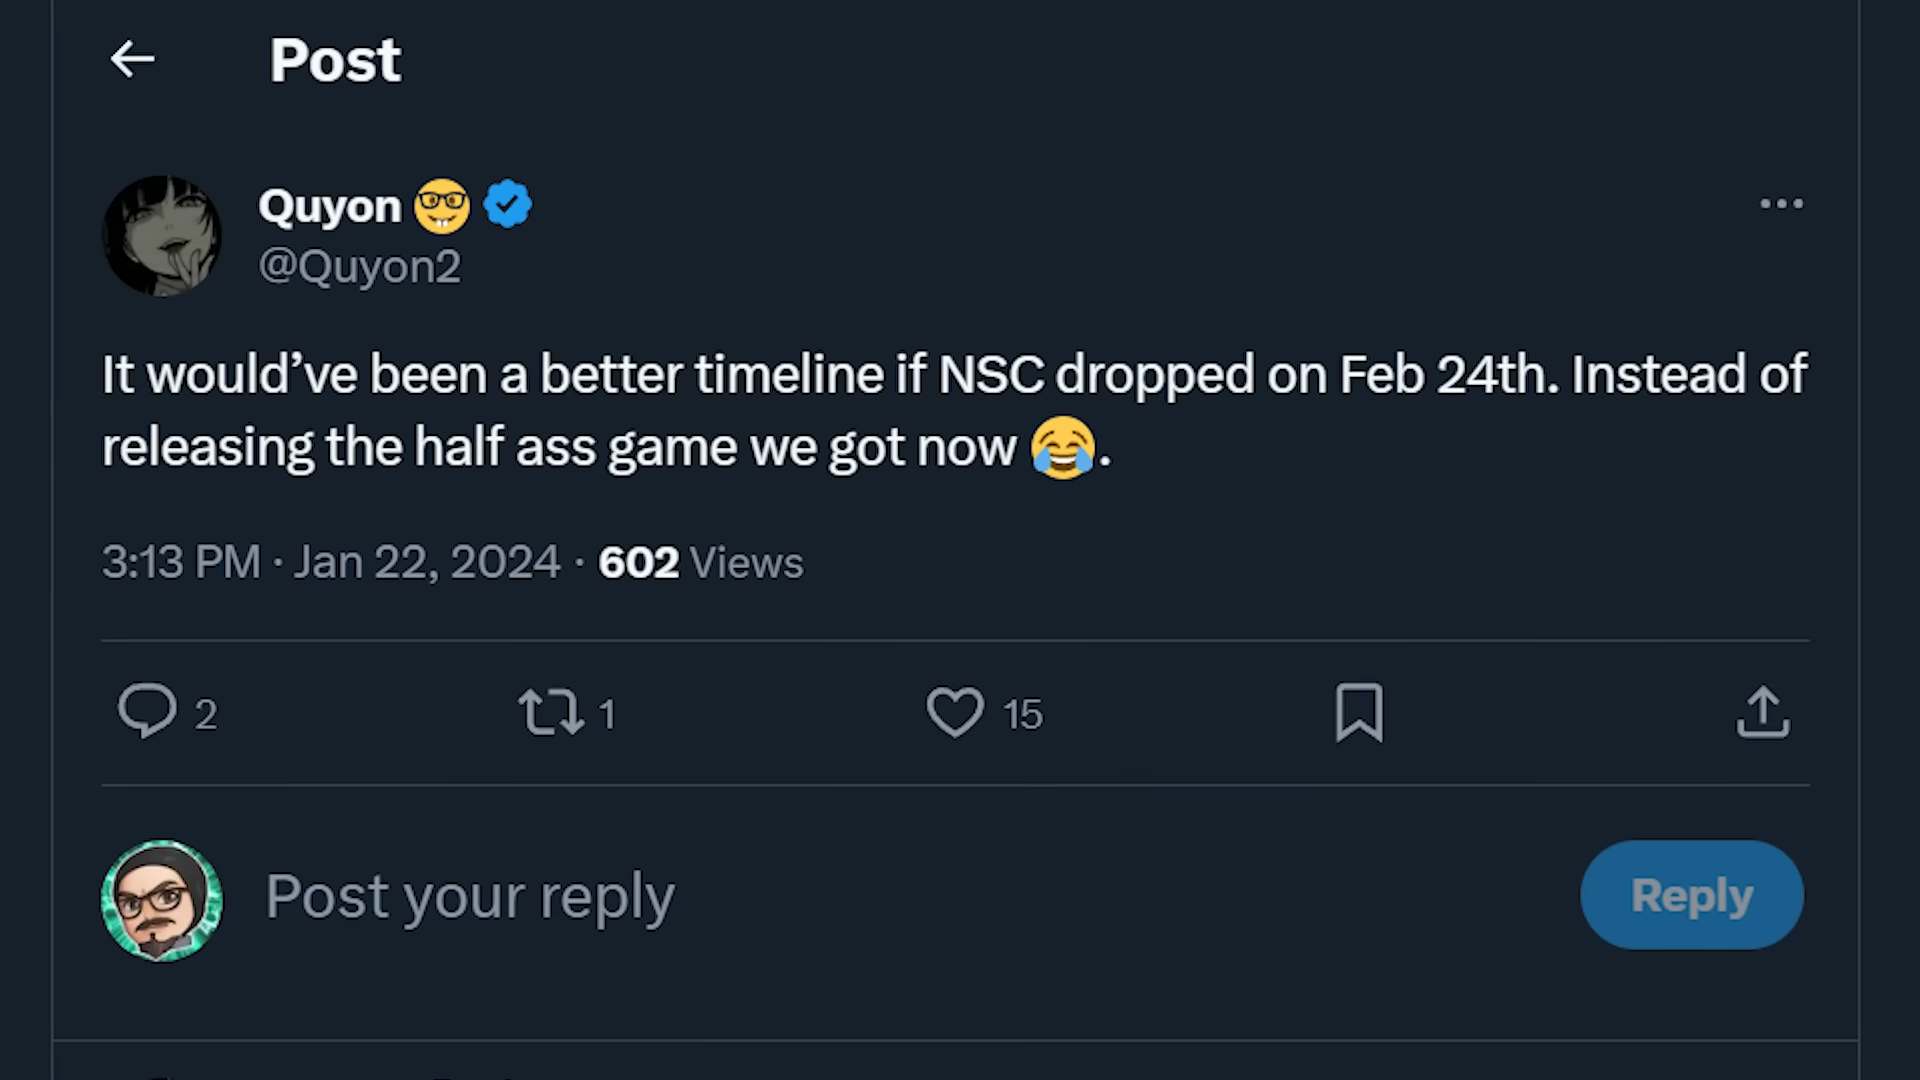 Post
Quyon 🤓
@Quyon2
It would’ve been a better timeline if NSC dropped on Feb 24th. Instead of
releasing the half ass game we got now 😂.
3:13 PM · Jan 22, 2024 · 602 Views
2 1 15
Post your reply Reply